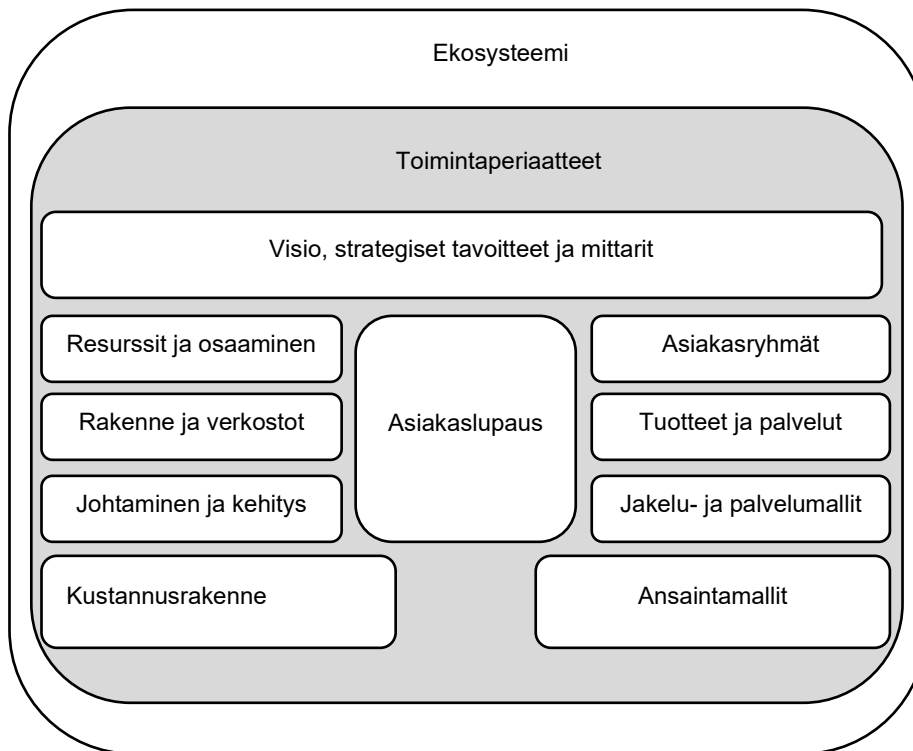 Ekosysteemi
Toimintaperiaatteet
Visio, strategiset tavoitteet ja mittarit
Resurssit ja osaaminen
Rakenne ja verkostot
Johtaminen ja kehitys
Kustannusrakenne
Asiakaslupaus
Asiakasryhmät
Tuotteet ja palvelut
Jakelu- ja palvelumallit
Ansaintamallit